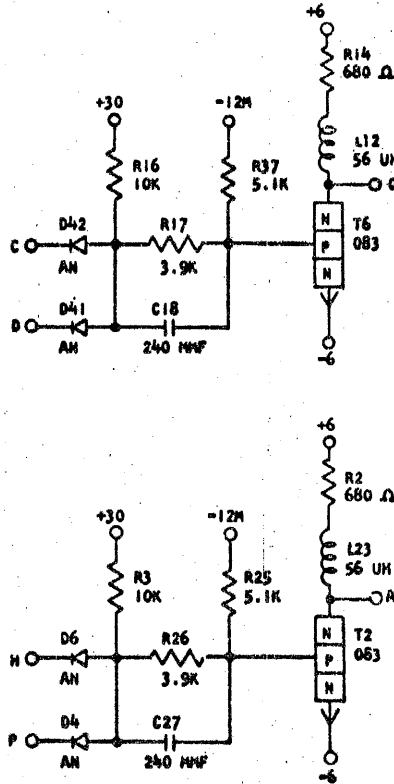 +6
R14
680 Ω
+30
-12M
L12
56 UH
R16
10K
R37
5.1K
D42
R17
T6
083
C
N
P
N
AN
3.9K
D41
C18
D
AN
240 MMF
-6
+6
R2
680 Ω
+30
-12M
L23
56 UH
R3
10K
R25
5.1K
A
D6
R26
T2
083
H
N
P
N
AN
3.9K
D4
C27
P
AN
240 MMF
-6